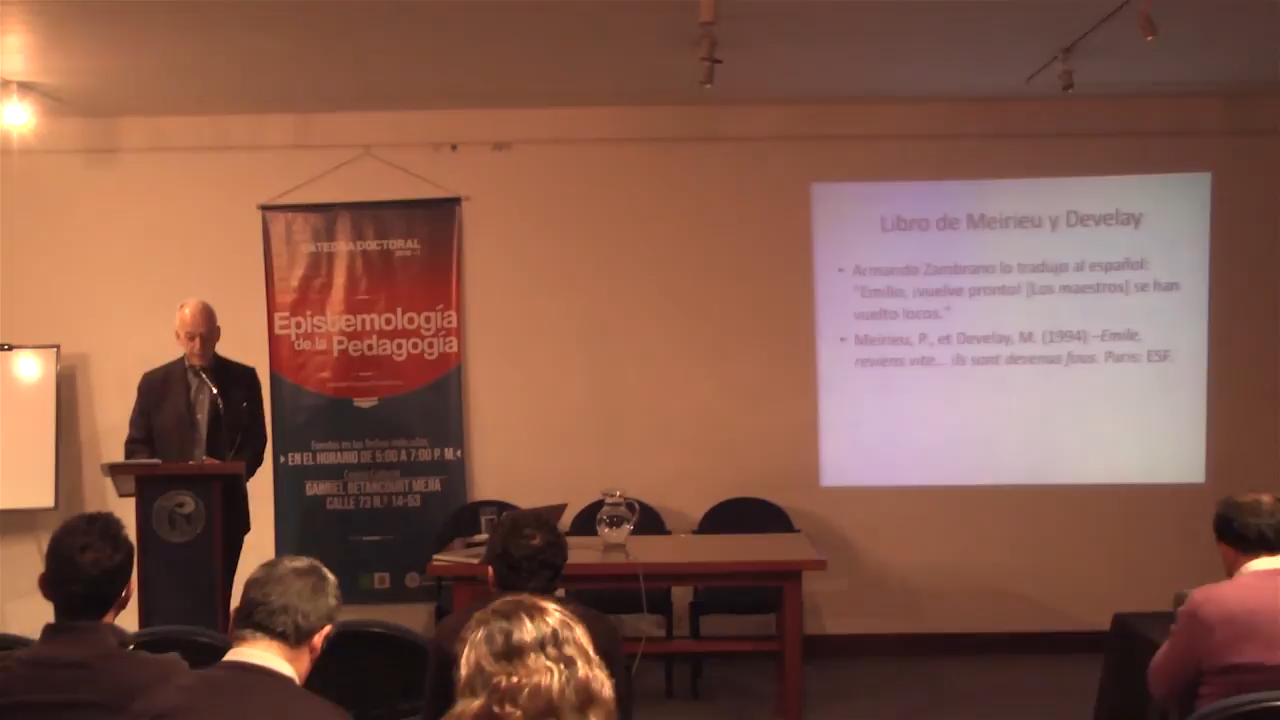 CÁTEDRA DOCTORAL
Epistemología
de la Pedagogía
EN EL HORARIO DE 5:00 A 7:00 P. M.
GABRIEL BETANCOURT MEJÍA
CALLE 73 N.º 14-53
Libro de Meirieu y Develay
• Armando Zambrano lo tradujo al español:
"Emilio, ¡vuelve pronto! [Los maestros] se han
vuelto locos."
• Meirieu, P., et Develay, M. (1994) –Emile,
reviens vite... ils sont devenus fous. Paris: ESF.